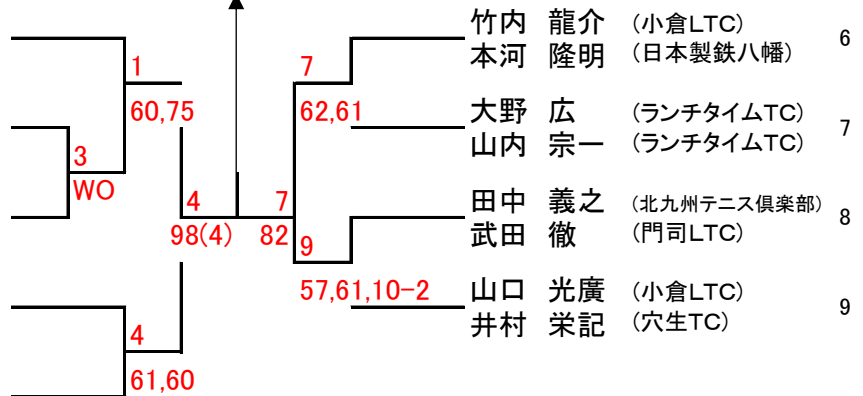 竹内 龍介 (小倉LTC)
6
本河 隆明 (日本製鉄八幡)
1
7
60,75
62,61
大野 広 (ランチタイムTC)
7
山内 宗一 (ランチタイムTC)
3
WO
4
7
田中 義之 (北九州テニス倶楽部)
8
98(4)
82
9
武田 徹 (門司LTC)
57,61,10-2
山口 光廣 (小倉LTC)
9
井村 栄記 (穴生TC)
4
61,60